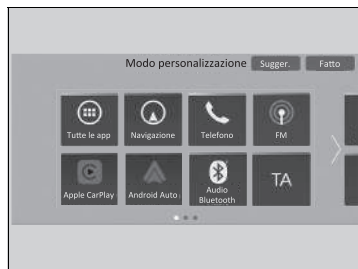 Modo personalizzazione Sugger. Fatto
Tutte le app Navigazione Telefono FM
Apple CarPlay Android Auto Audio Bluetooth TA